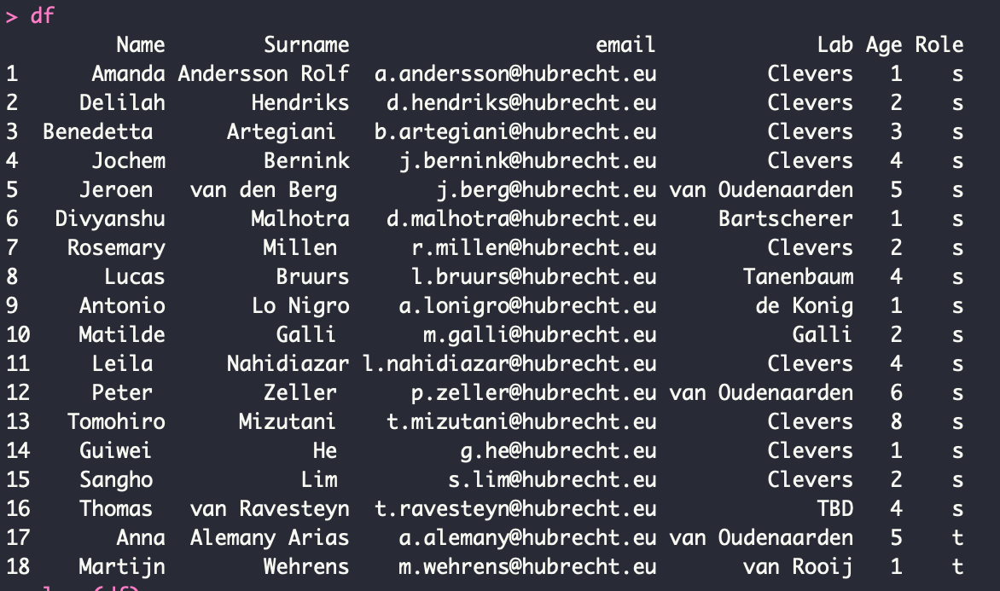 > df
Name Surname email Lab Age Role
1 Amanda Andersson Rolf a.andersson@hubrecht.eu Clevers 1 s
2 Delilah Hendriks d.hendriks@hubrecht.eu Clevers 2 s
3 Benedetta Artegiani b.artegiani@hubrecht.eu Clevers 3 s
4 Jochem Bernink j.bernink@hubrecht.eu Clevers 4 s
5 Jeroen van den Berg j.berg@hubrecht.eu van Oudenaarden 5 s
6 Divyanshu Malhotra d.malhotra@hubrecht.eu Bartscherer 1 s
7 Rosemary Millen r.millen@hubrecht.eu Clevers 2 s
8 Lucas Bruurs l.bruurs@hubrecht.eu Tanenbaum 4 s
9 Antonio Lo Nigro a.lonigro@hubrecht.eu de Konig 1 s
10 Matilde Galli m.galli@hubrecht.eu Galli 2 s
11 Leila Nahidiazar l.nahidiazar@hubrecht.eu Clevers 4 s
12 Peter Zeller p.zeller@hubrecht.eu van Oudenaarden 6 s
13 Tomohiro Mizutani t.mizutani@hubrecht.eu Clevers 8 s
14 Guiwei He g.he@hubrecht.eu Clevers 1 s
15 Sangho Lim s.lim@hubrecht.eu Clevers 2 s
16 Thomas van Ravesteyn t.ravesteyn@hubrecht.eu TBD 4 s
17 Anna Alemany Arias a.alemany@hubrecht.eu van Oudenaarden 5 t
18 Martijn Wehrens m.wehrens@hubrecht.eu van Rooij 1 t